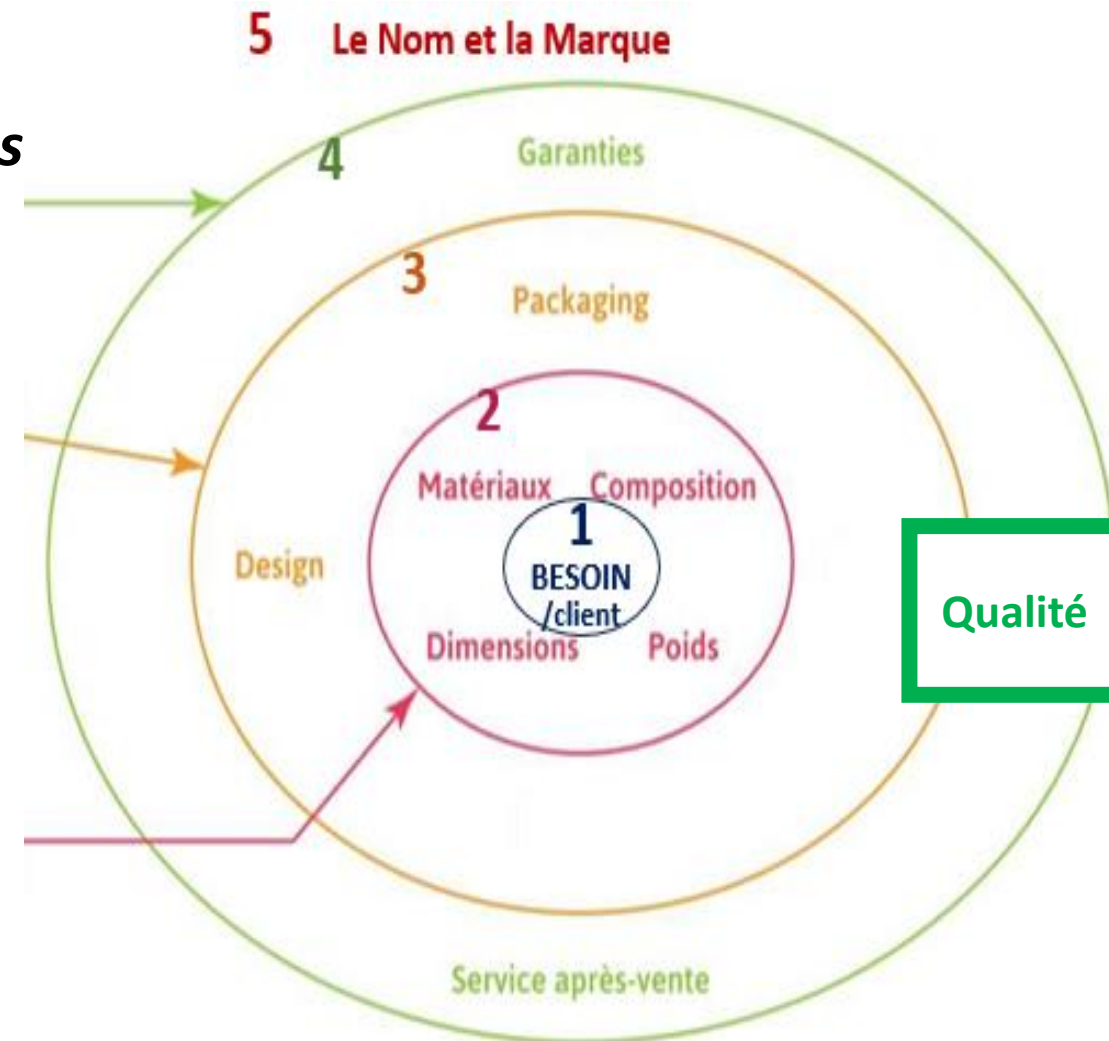 5 Le Nom et la Marque
s
4 Garanties
3
Packaging
2
Matériaux Composition
1
BESOIN
/client
Design
Qualité
Dimensions Poids
Service après-vente